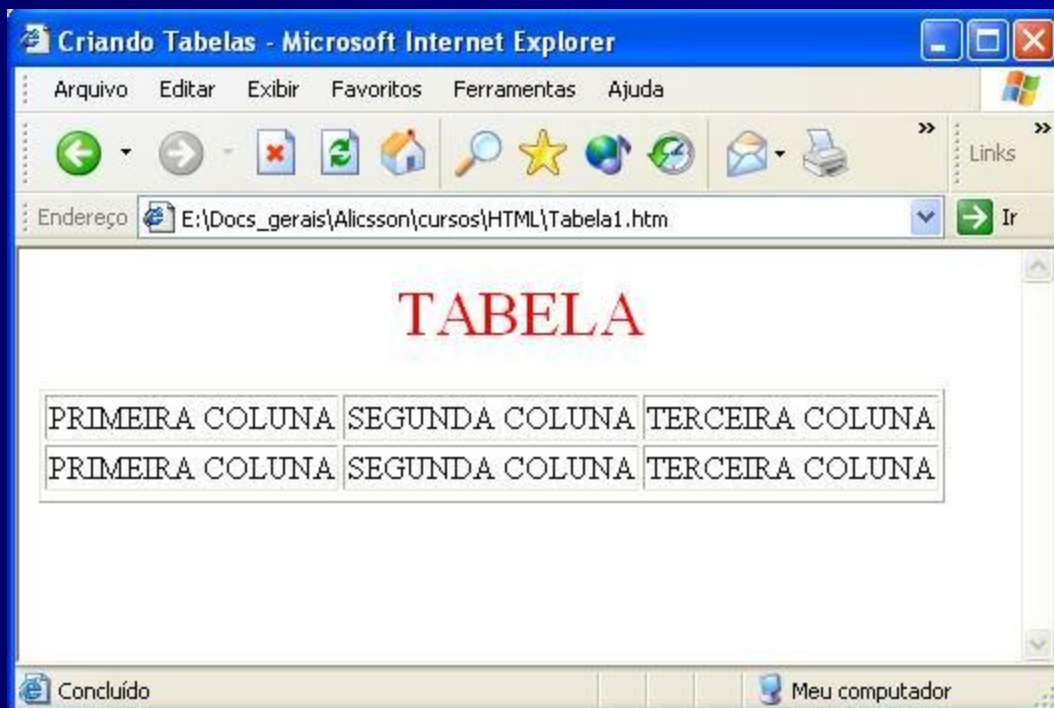 Criando Tabelas - Microsoft Internet Explorer
Arquivo Editar Exibir Favoritos Ferramentas Ajuda
» Links »
Endereço E:\Docs_gerais\Alicsson\cursos\HTML\Tabela1.htm Ir
TABELA
PRIMEIRA COLUNA SEGUNDA COLUNA TERCEIRA COLUNA
PRIMEIRA COLUNA SEGUNDA COLUNA TERCEIRA COLUNA
Concluído Meu computador